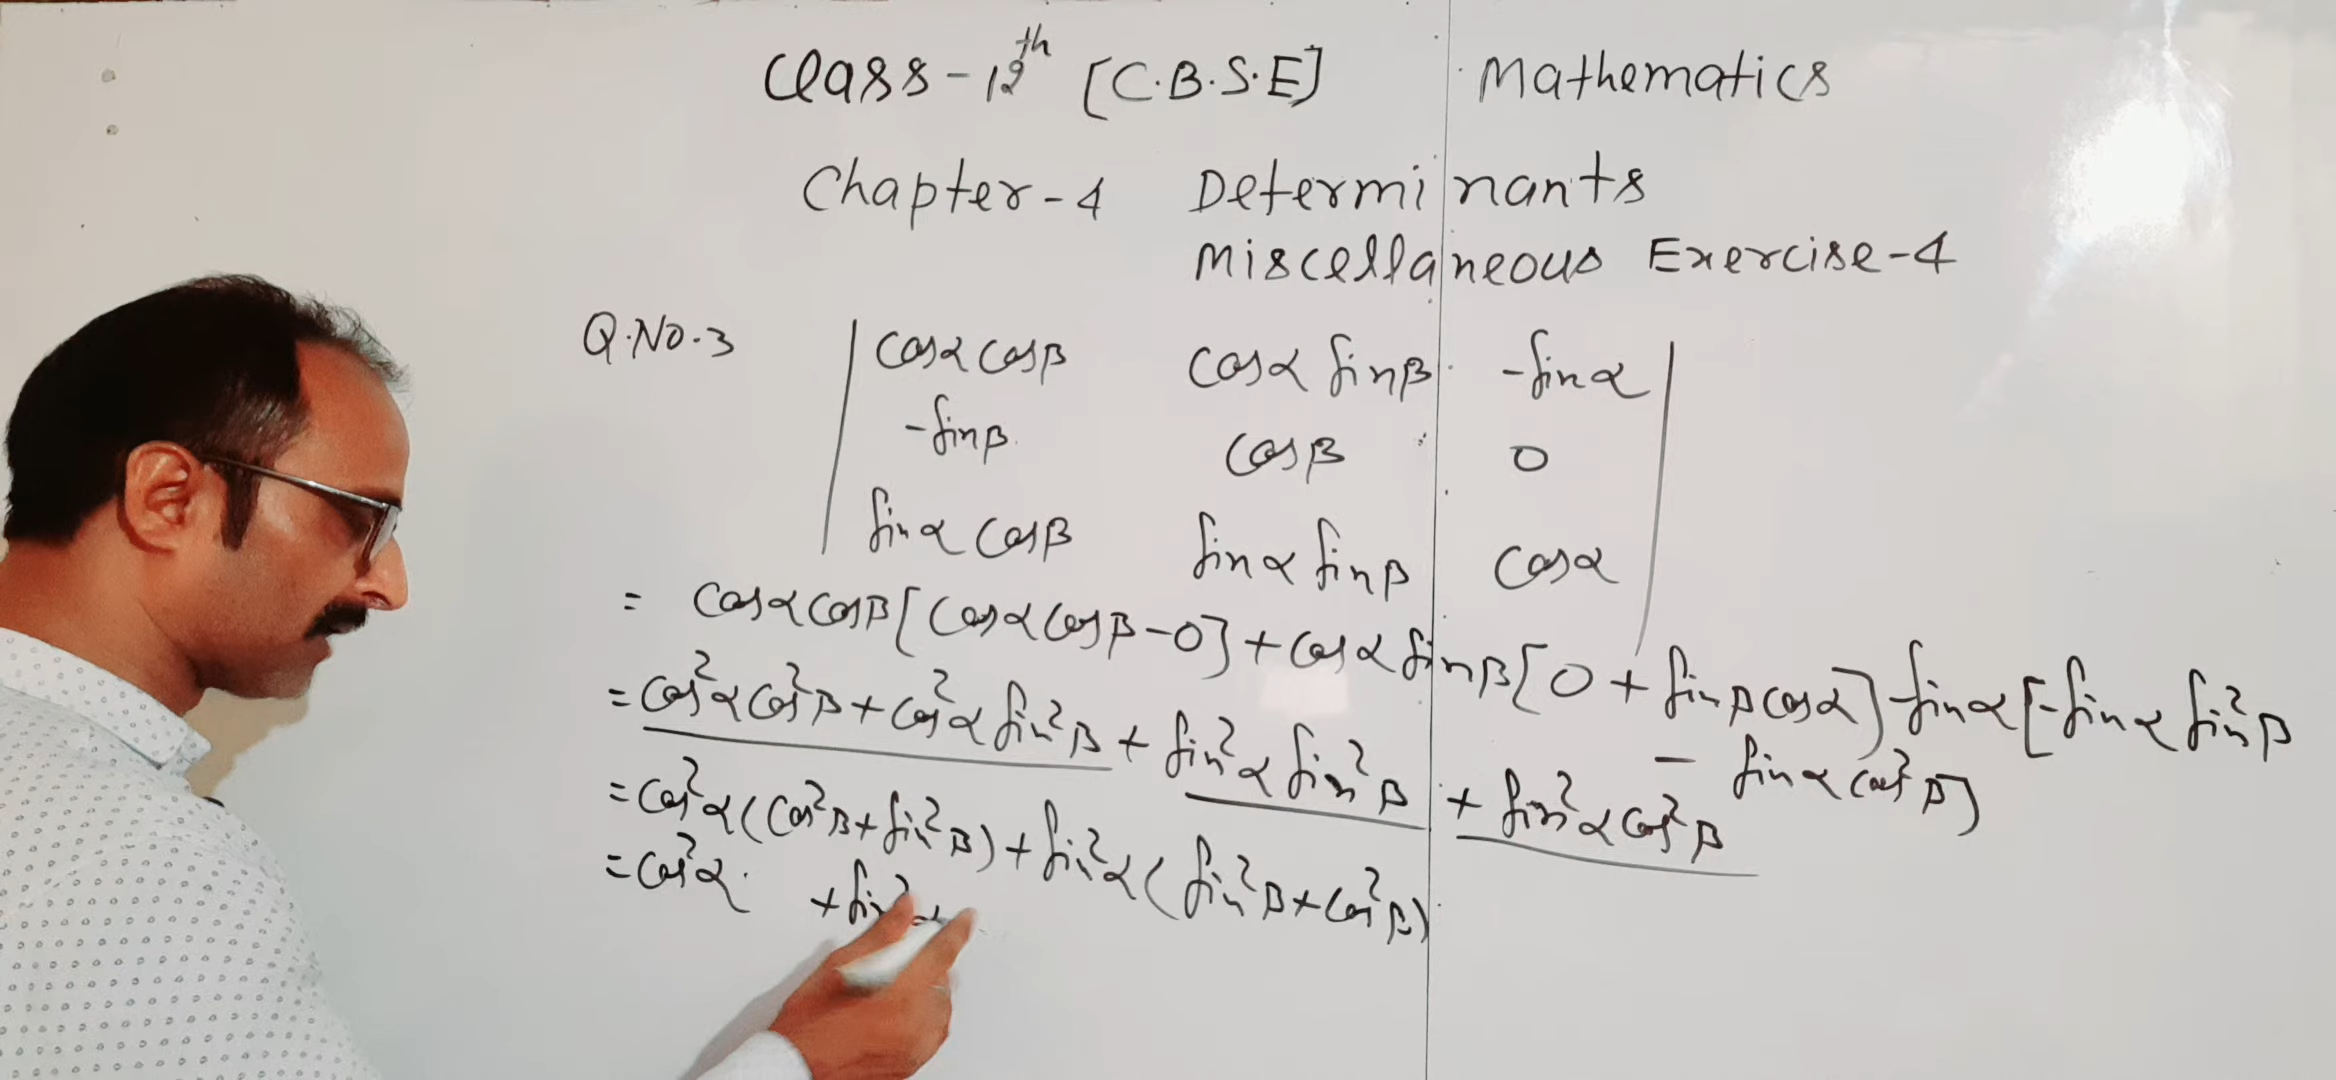 Class-12th [C.B.S.E] Mathematics
Chapter-4 Determinants
Miscellaneous Exercise-4
Q.No.3
| cosα cosβ cosα sinβ -sinα |
| -sinβ cosβ 0 |
| sinα cosβ sinα sinβ cosα |
= cosα cosβ[cosα cosβ-0]+cosα sinβ[0+sinβ cosα]-sinα[-sinα sin²β
- sinα cos²β]
=cos²α cos²β+cos²α sin²β + sin²α sin²β + sin²α cos²β
=cos²α(cos²β+sin²β)+sin²α(sin²β+cos²β)
=cos²α. +sin²α